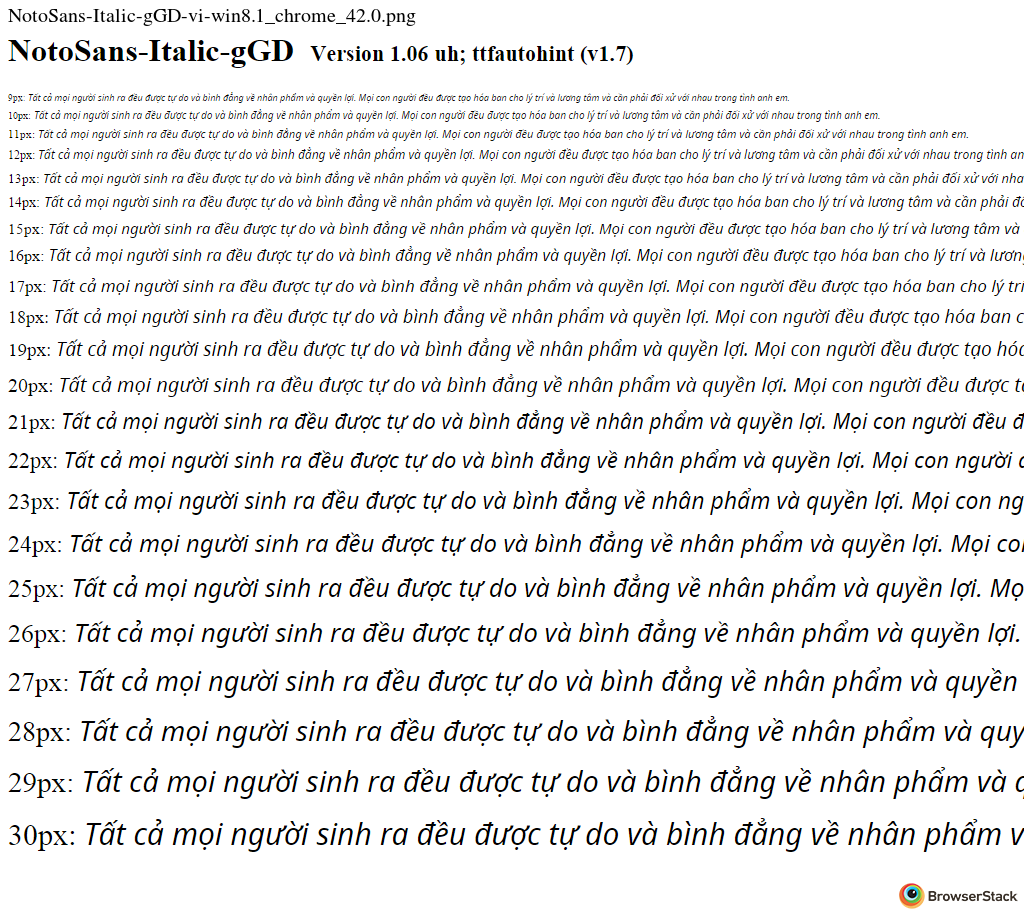 NotoSans-Italic-gGD-vi-win8.1_chrome_42.0.png
NotoSans-Italic-gGD Version 1.06 uh; ttfautohint (v1.7)
9px: Tất cả mọi người sinh ra đều được tự do và bình đẳng về nhân phẩm và quyền lợi. Mọi con người đều được tạo hóa ban cho lý trí và lương tâm và cần phải đối xử với nhau trong tình anh em.
10px: Tất cả mọi người sinh ra đều được tự do và bình đẳng về nhân phẩm và quyền lợi. Mọi con người đều được tạo hóa ban cho lý trí và lương tâm và cần phải đối xử với nhau trong tình anh em.
11px: Tất cả mọi người sinh ra đều được tự do và bình đẳng về nhân phẩm và quyền lợi. Mọi con người đều được tạo hóa ban cho lý trí và lương tâm và cần phải đối xử với nhau trong tình anh em.
12px: Tất cả mọi người sinh ra đều được tự do và bình đẳng về nhân phẩm và quyền lợi. Mọi con người đều được tạo hóa ban cho lý trí và lương tâm và cần phải đối xử với nhau trong tình an
13px: Tất cả mọi người sinh ra đều được tự do và bình đẳng về nhân phẩm và quyền lợi. Mọi con người đều được tạo hóa ban cho lý trí và lương tâm và cần phải đối xử với nha
14px: Tất cả mọi người sinh ra đều được tự do và bình đẳng về nhân phẩm và quyền lợi. Mọi con người đều được tạo hóa ban cho lý trí và lương tâm và cần phải đố
15px: Tất cả mọi người sinh ra đều được tự do và bình đẳng về nhân phẩm và quyền lợi. Mọi con người đều được tạo hóa ban cho lý trí và lương tâm và
16px: Tất cả mọi người sinh ra đều được tự do và bình đẳng về nhân phẩm và quyền lợi. Mọi con người đều được tạo hóa ban cho lý trí và lươn
17px: Tất cả mọi người sinh ra đều được tự do và bình đẳng về nhân phẩm và quyền lợi. Mọi con người đều được tạo hóa ban cho lý trí
18px: Tất cả mọi người sinh ra đều được tự do và bình đẳng về nhân phẩm và quyền lợi. Mọi con người đều được tạo hóa ban c
19px: Tất cả mọi người sinh ra đều được tự do và bình đẳng về nhân phẩm và quyền lợi. Mọi con người đều được tạo hóa
20px: Tất cả mọi người sinh ra đều được tự do và bình đẳng về nhân phẩm và quyền lợi. Mọi con người đều được tạ
21px: Tất cả mọi người sinh ra đều được tự do và bình đẳng về nhân phẩm và quyền lợi. Mọi con người đều đ
22px: Tất cả mọi người sinh ra đều được tự do và bình đẳng về nhân phẩm và quyền lợi. Mọi con người đ
23px: Tất cả mọi người sinh ra đều được tự do và bình đẳng về nhân phẩm và quyền lợi. Mọi con ng
24px: Tất cả mọi người sinh ra đều được tự do và bình đẳng về nhân phẩm và quyền lợi. Mọi con
25px: Tất cả mọi người sinh ra đều được tự do và bình đẳng về nhân phẩm và quyền lợi. Mọ
26px: Tất cả mọi người sinh ra đều được tự do và bình đẳng về nhân phẩm và quyền lợi.
27px: Tất cả mọi người sinh ra đều được tự do và bình đẳng về nhân phẩm và quyền
28px: Tất cả mọi người sinh ra đều được tự do và bình đẳng về nhân phẩm và quy
29px: Tất cả mọi người sinh ra đều được tự do và bình đẳng về nhân phẩm và q
30px: Tất cả mọi người sinh ra đều được tự do và bình đẳng về nhân phẩm v
BrowserStack